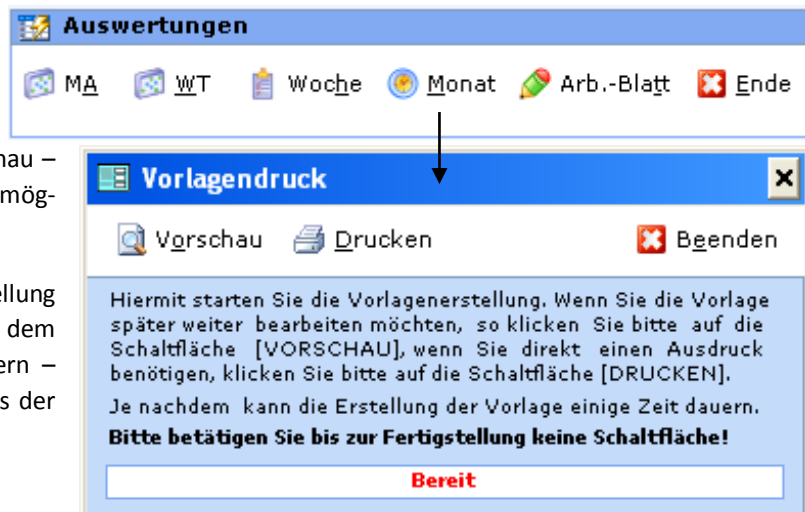 Auswertungen
MA WT Woche Monat Arb.-Blatt Ende
hau –
mög-
ellung
dem
ern –
s der
Vorlagendruck
Vorschau Drucken Beenden
Hiermit starten Sie die Vorlagenerstellung. Wenn Sie die Vorlage
später weiter bearbeiten möchten, so klicken Sie bitte auf die
Schaltfläche [VORSCHAU], wenn Sie direkt einen Ausdruck
benötigen, klicken Sie bitte auf die Schaltfläche [DRUCKEN].
Je nachdem kann die Erstellung der Vorlage einige Zeit dauern.
Bitte betätigen Sie bis zur Fertigstellung keine Schaltfläche!
Bereit